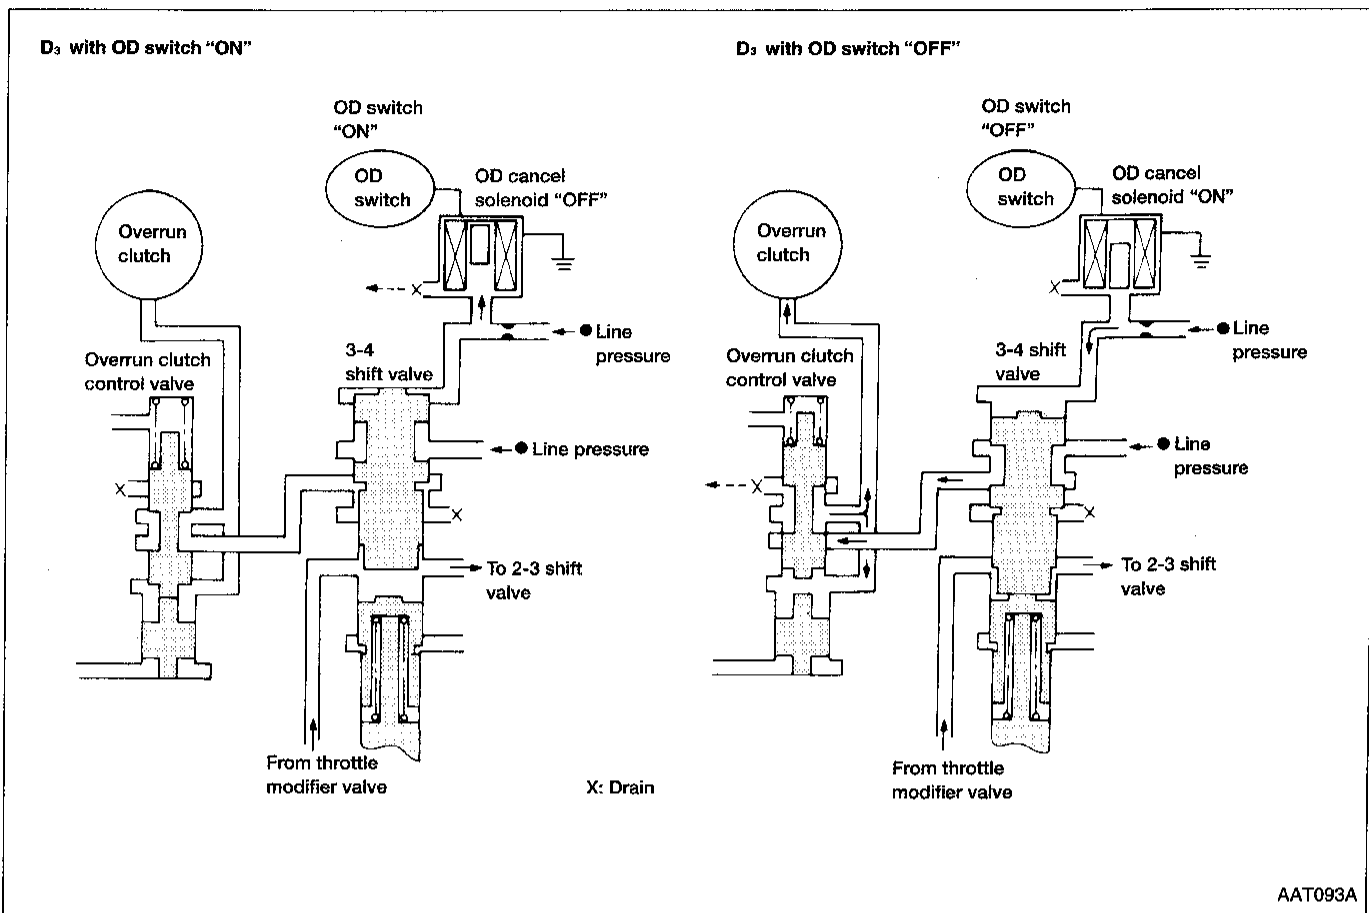 D₃ with OD switch “ON”
OD switch
“ON”
OD
switch
OD cancel
solenoid “OFF”
Overrun
clutch
X
Line
pressure
3-4
shift valve
Overrun clutch
control valve
Line pressure
X
X
To 2-3 shift
valve
From throttle
modifier valve
X: Drain
D₃ with OD switch “OFF”
OD switch
“OFF”
OD
switch
OD cancel
solenoid “ON”
Overrun
clutch
X
Line
pressure
3-4 shift
valve
Overrun clutch
control valve
Line
pressure
X
X
To 2-3 shift
valve
From throttle
modifier valve
AAT093A